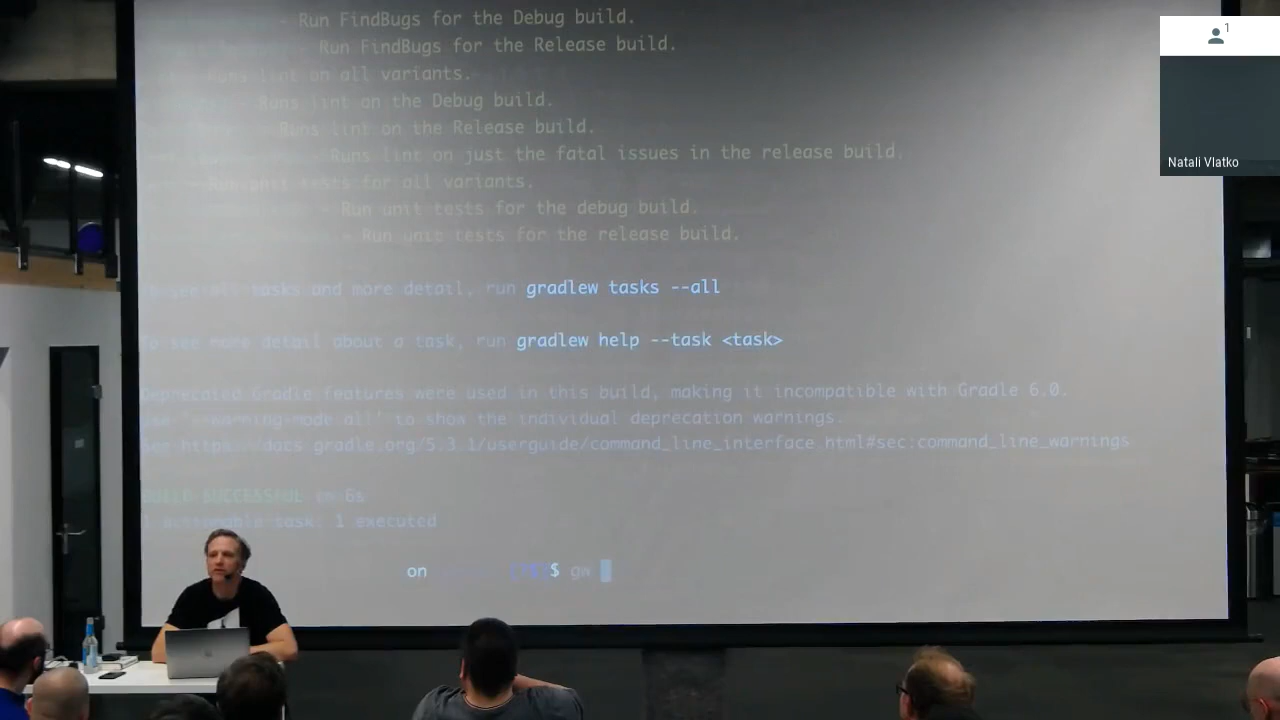 - Run FindBugs for the Debug build.
- Run FindBugs for the Release build.
Runs lint on all variants.
- Runs lint on the Debug build.
- Runs lint on the Release build.
- Runs lint on just the fatal issues in the release build.
- Run unit tests for all variants.
- Run unit tests for the debug build.
- Run unit tests for the release build.
To see all tasks and more detail, run gradlew tasks --all
To see more detail about a task, run gradlew help --task <task>
Deprecated Gradle features were used in this build, making it incompatible with Gradle 6.0.
Use '--warning-mode all' to show the individual deprecation warnings.
See https://docs.gradle.org/5.3.1/userguide/command_line_interface.html#sec:command_line_warnings
BUILD SUCCESSFUL in 6s
1 actionable task: 1 executed
on $ gw
1
Natali Vlatko